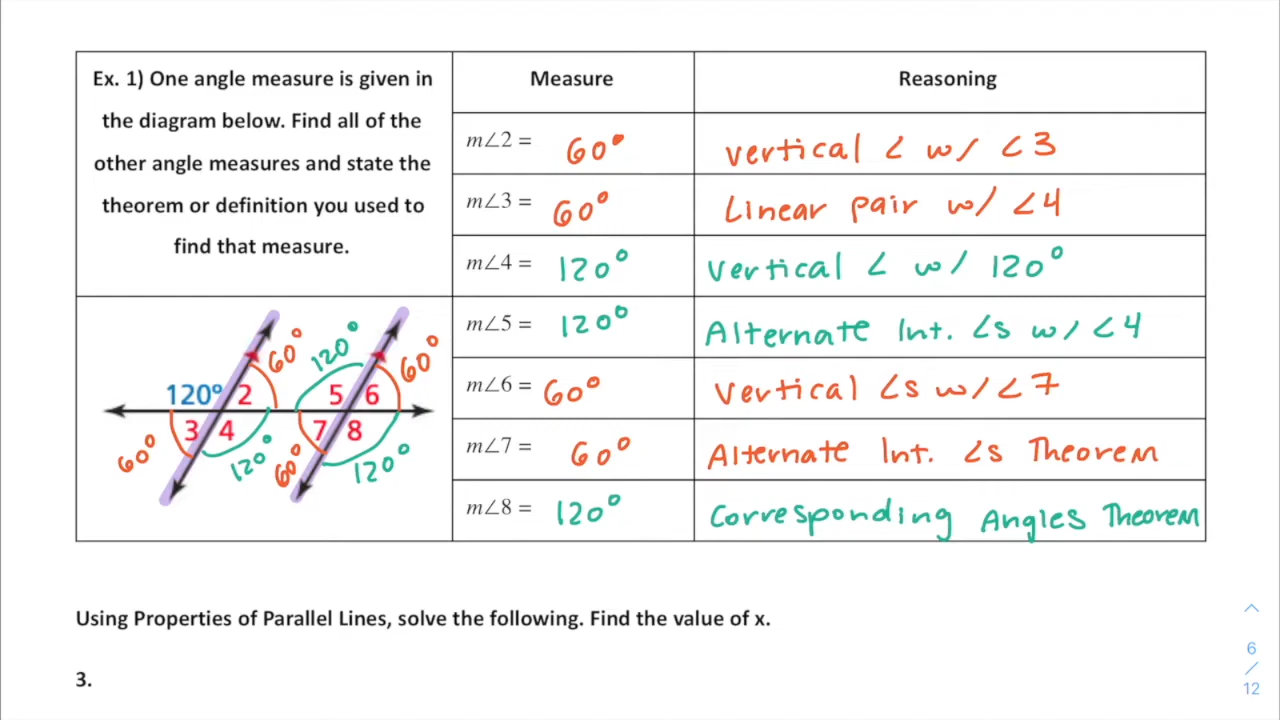 Ex. 1) One angle measure is given in
the diagram below. Find all of the
other angle measures and state the
theorem or definition you used to
find that measure.
Measure
Reasoning
m∠2 = 60°
vertical ∠ w/ ∠3
m∠3 = 60°
Linear pair w/ ∠4
m∠4 = 120°
Vertical ∠ w/ 120°
m∠5 = 120°
Alternate Int. ∠s w/ ∠4
m∠6 = 60°
Vertical ∠s w/ ∠7
m∠7 = 60°
Alternate Int. ∠s Theorem
m∠8 = 120°
Corresponding Angles Theorem
60° 120° 60°
120° 2 5 6
3 4 7 8
60° 120° 60° 120°
Using Properties of Parallel Lines, solve the following. Find the value of x.
3.
6
/
12